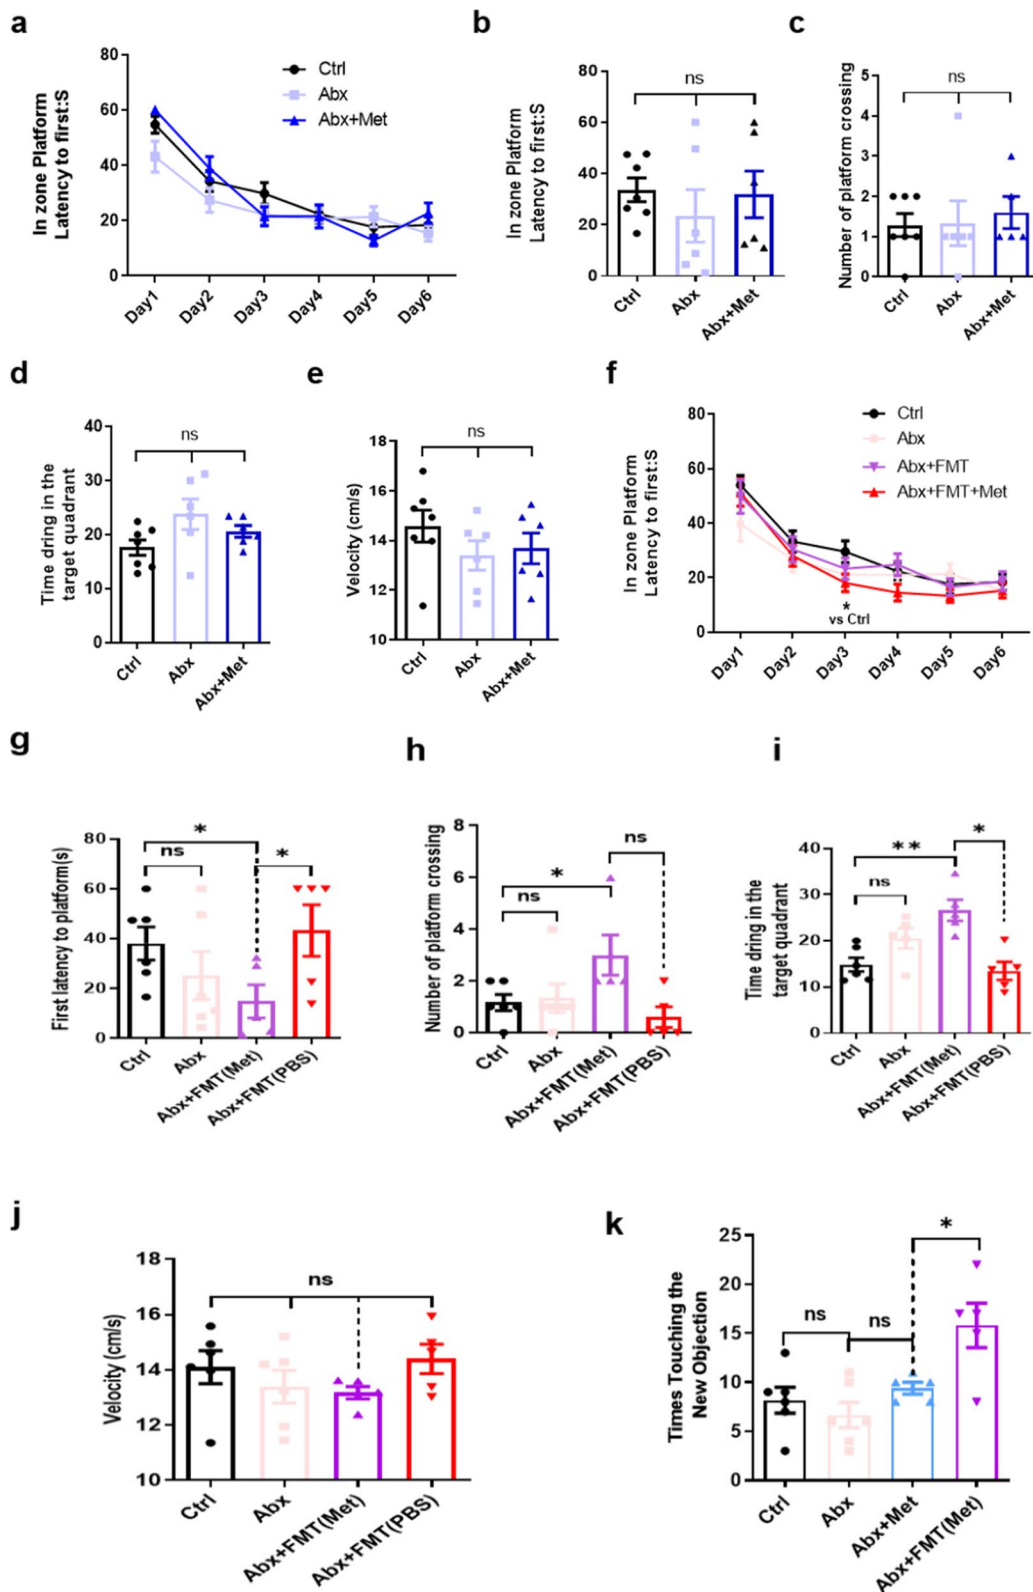 a
In zone Platform
Latency to first:S
80
60
40
20
0
Ctrl
Abx
Abx+Met
Day1
Day2
Day3
Day4
Day5
Day6
b
In zone Platform
Latency to first:S
80
60
40
20
0
ns
Ctrl
Abx
Abx+Met
c
Number of platform crossing
5
4
3
2
1
0
ns
Ctrl
Abx
Abx+Met
d
Time dring in the
target quadrant
40
30
20
10
0
ns
Ctrl
Abx
Abx+Met
e
Velocity (cm/s)
18
16
14
12
10
ns
Ctrl
Abx
Abx+Met
f
In zone Platform
Latency to first:S
80
60
40
20
0
Ctrl
Abx
Abx+FMT
Abx+FMT+Met
*
vs Ctrl
Day1
Day2
Day3
Day4
Day5
Day6
g
First latency to platform(s)
80
60
40
20
0
*
ns
*
Ctrl
Abx
Abx+FMT(Met)
Abx+FMT(PBS)
h
Number of platform crossing
8
6
4
2
0
ns
*
ns
Ctrl
Abx
Abx+FMT(Met)
Abx+FMT(PBS)
i
Time dring in the
target quadrant
40
30
20
10
0
**
*
ns
Ctrl
Abx
Abx+FMT(Met)
Abx+FMT(PBS)
j
Velocity (cm/s)
18
16
14
12
10
ns
Ctrl
Abx
Abx+FMT(Met)
Abx+FMT(PBS)
k
Times Touching the
New Objection
25
20
15
10
5
0
*
ns
ns
Ctrl
Abx
Abx+Met
Abx+FMT(Met)